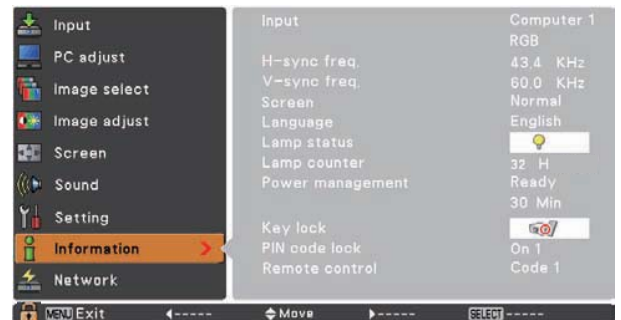 Input
PC adjust
Image select
Image adjust
Screen
Sound
Setting
Information
Network
Input Computer 1
RGB
H-sync freq. 43.4 KHz
V-sync freq. 60.0 KHz
Screen Normal
Language English
Lamp status
Lamp counter 32 H
Power management Ready
30 Min
Key lock
PIN code lock On 1
Remote control Code 1
MENU Exit ◀----- ◆Move ▶----- SELECT -----